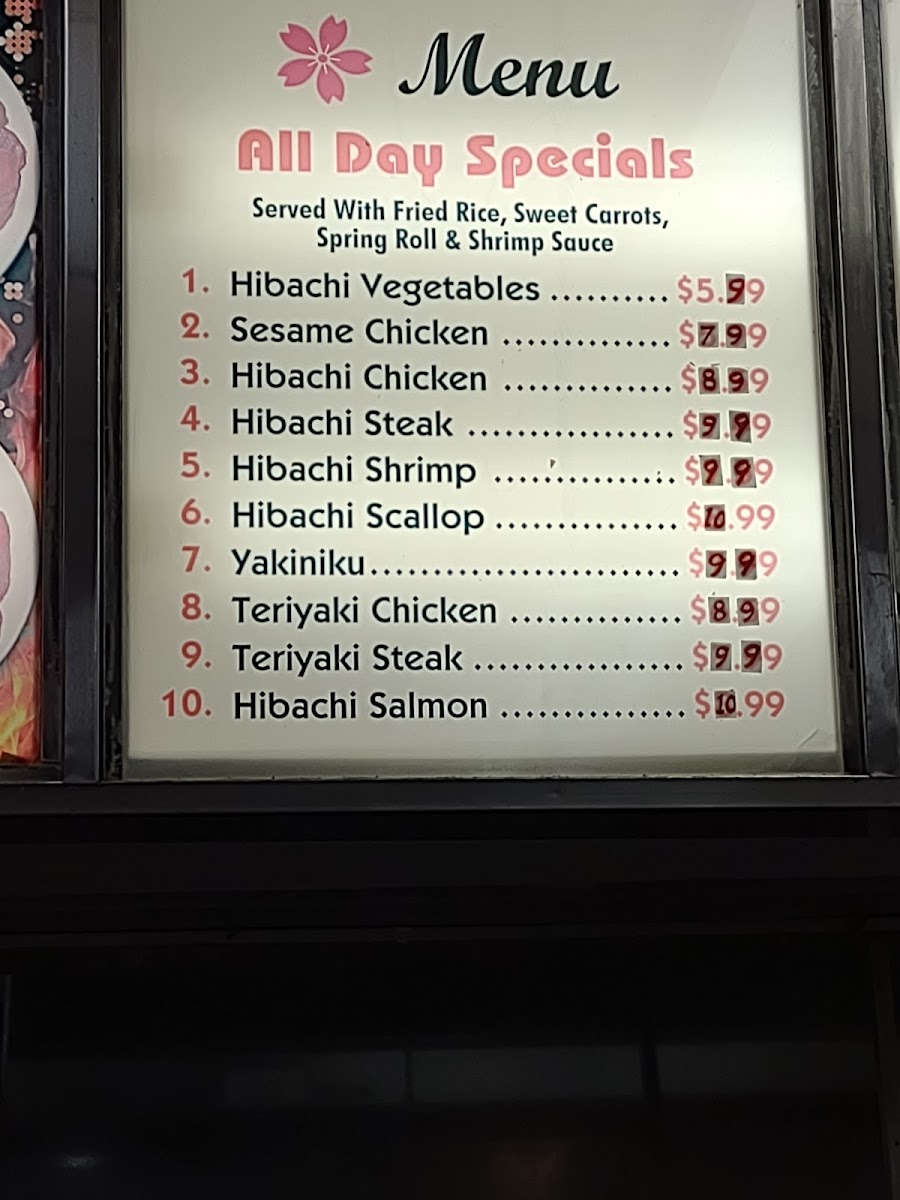 Menu
All Day Specials
Served With Fried Rice, Sweet Carrots,
Spring Roll & Shrimp Sauce
1. Hibachi Vegetables .......... $5.99
2. Sesame Chicken .............. $7.99
3. Hibachi Chicken .............. $8.99
4. Hibachi Steak ................. $9.99
5. Hibachi Shrimp ............... $9.99
6. Hibachi Scallop ............... $10.99
7. Yakiniku......................... $9.99
8. Teriyaki Chicken .............. $8.99
9. Teriyaki Steak ................. $9.99
10. Hibachi Salmon ............... $10.99